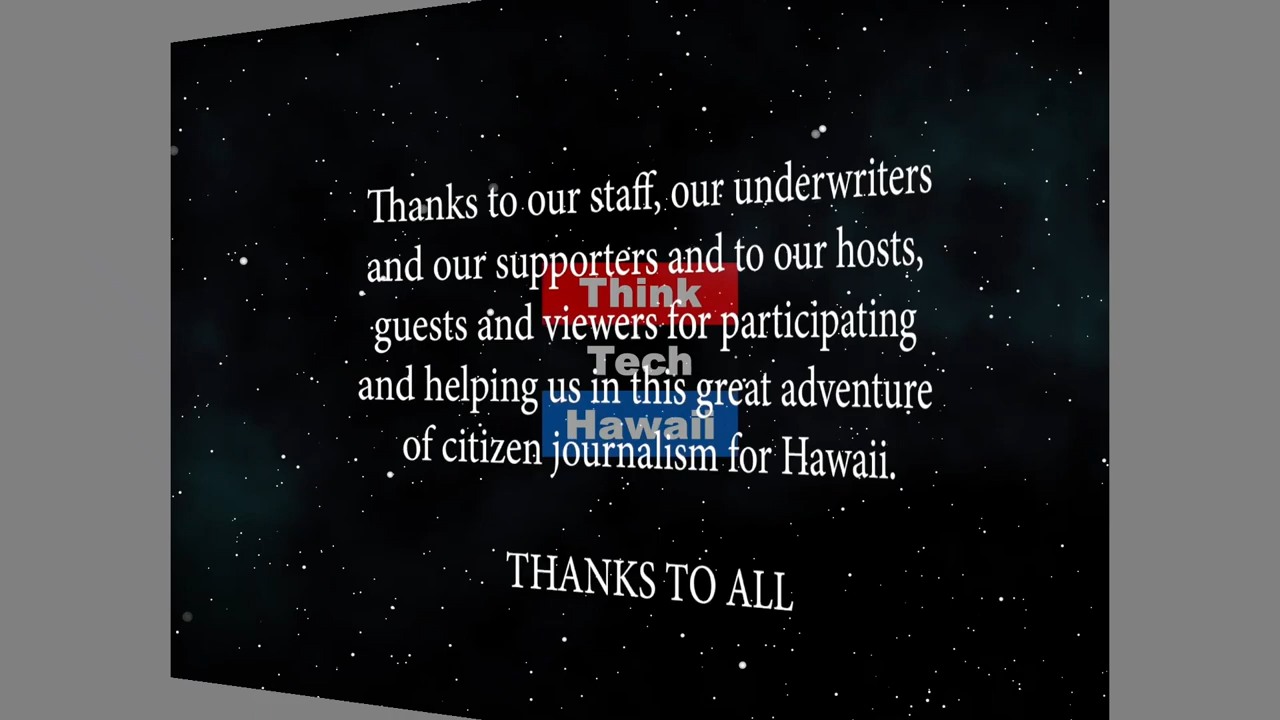 Thanks to our staff, our underwriters
and our supporters and to our hosts,
Think
guests and viewers for participating
Tech
and helping us in this great adventure
Hawaii
of citizen journalism for Hawaii.
THANKS TO ALL